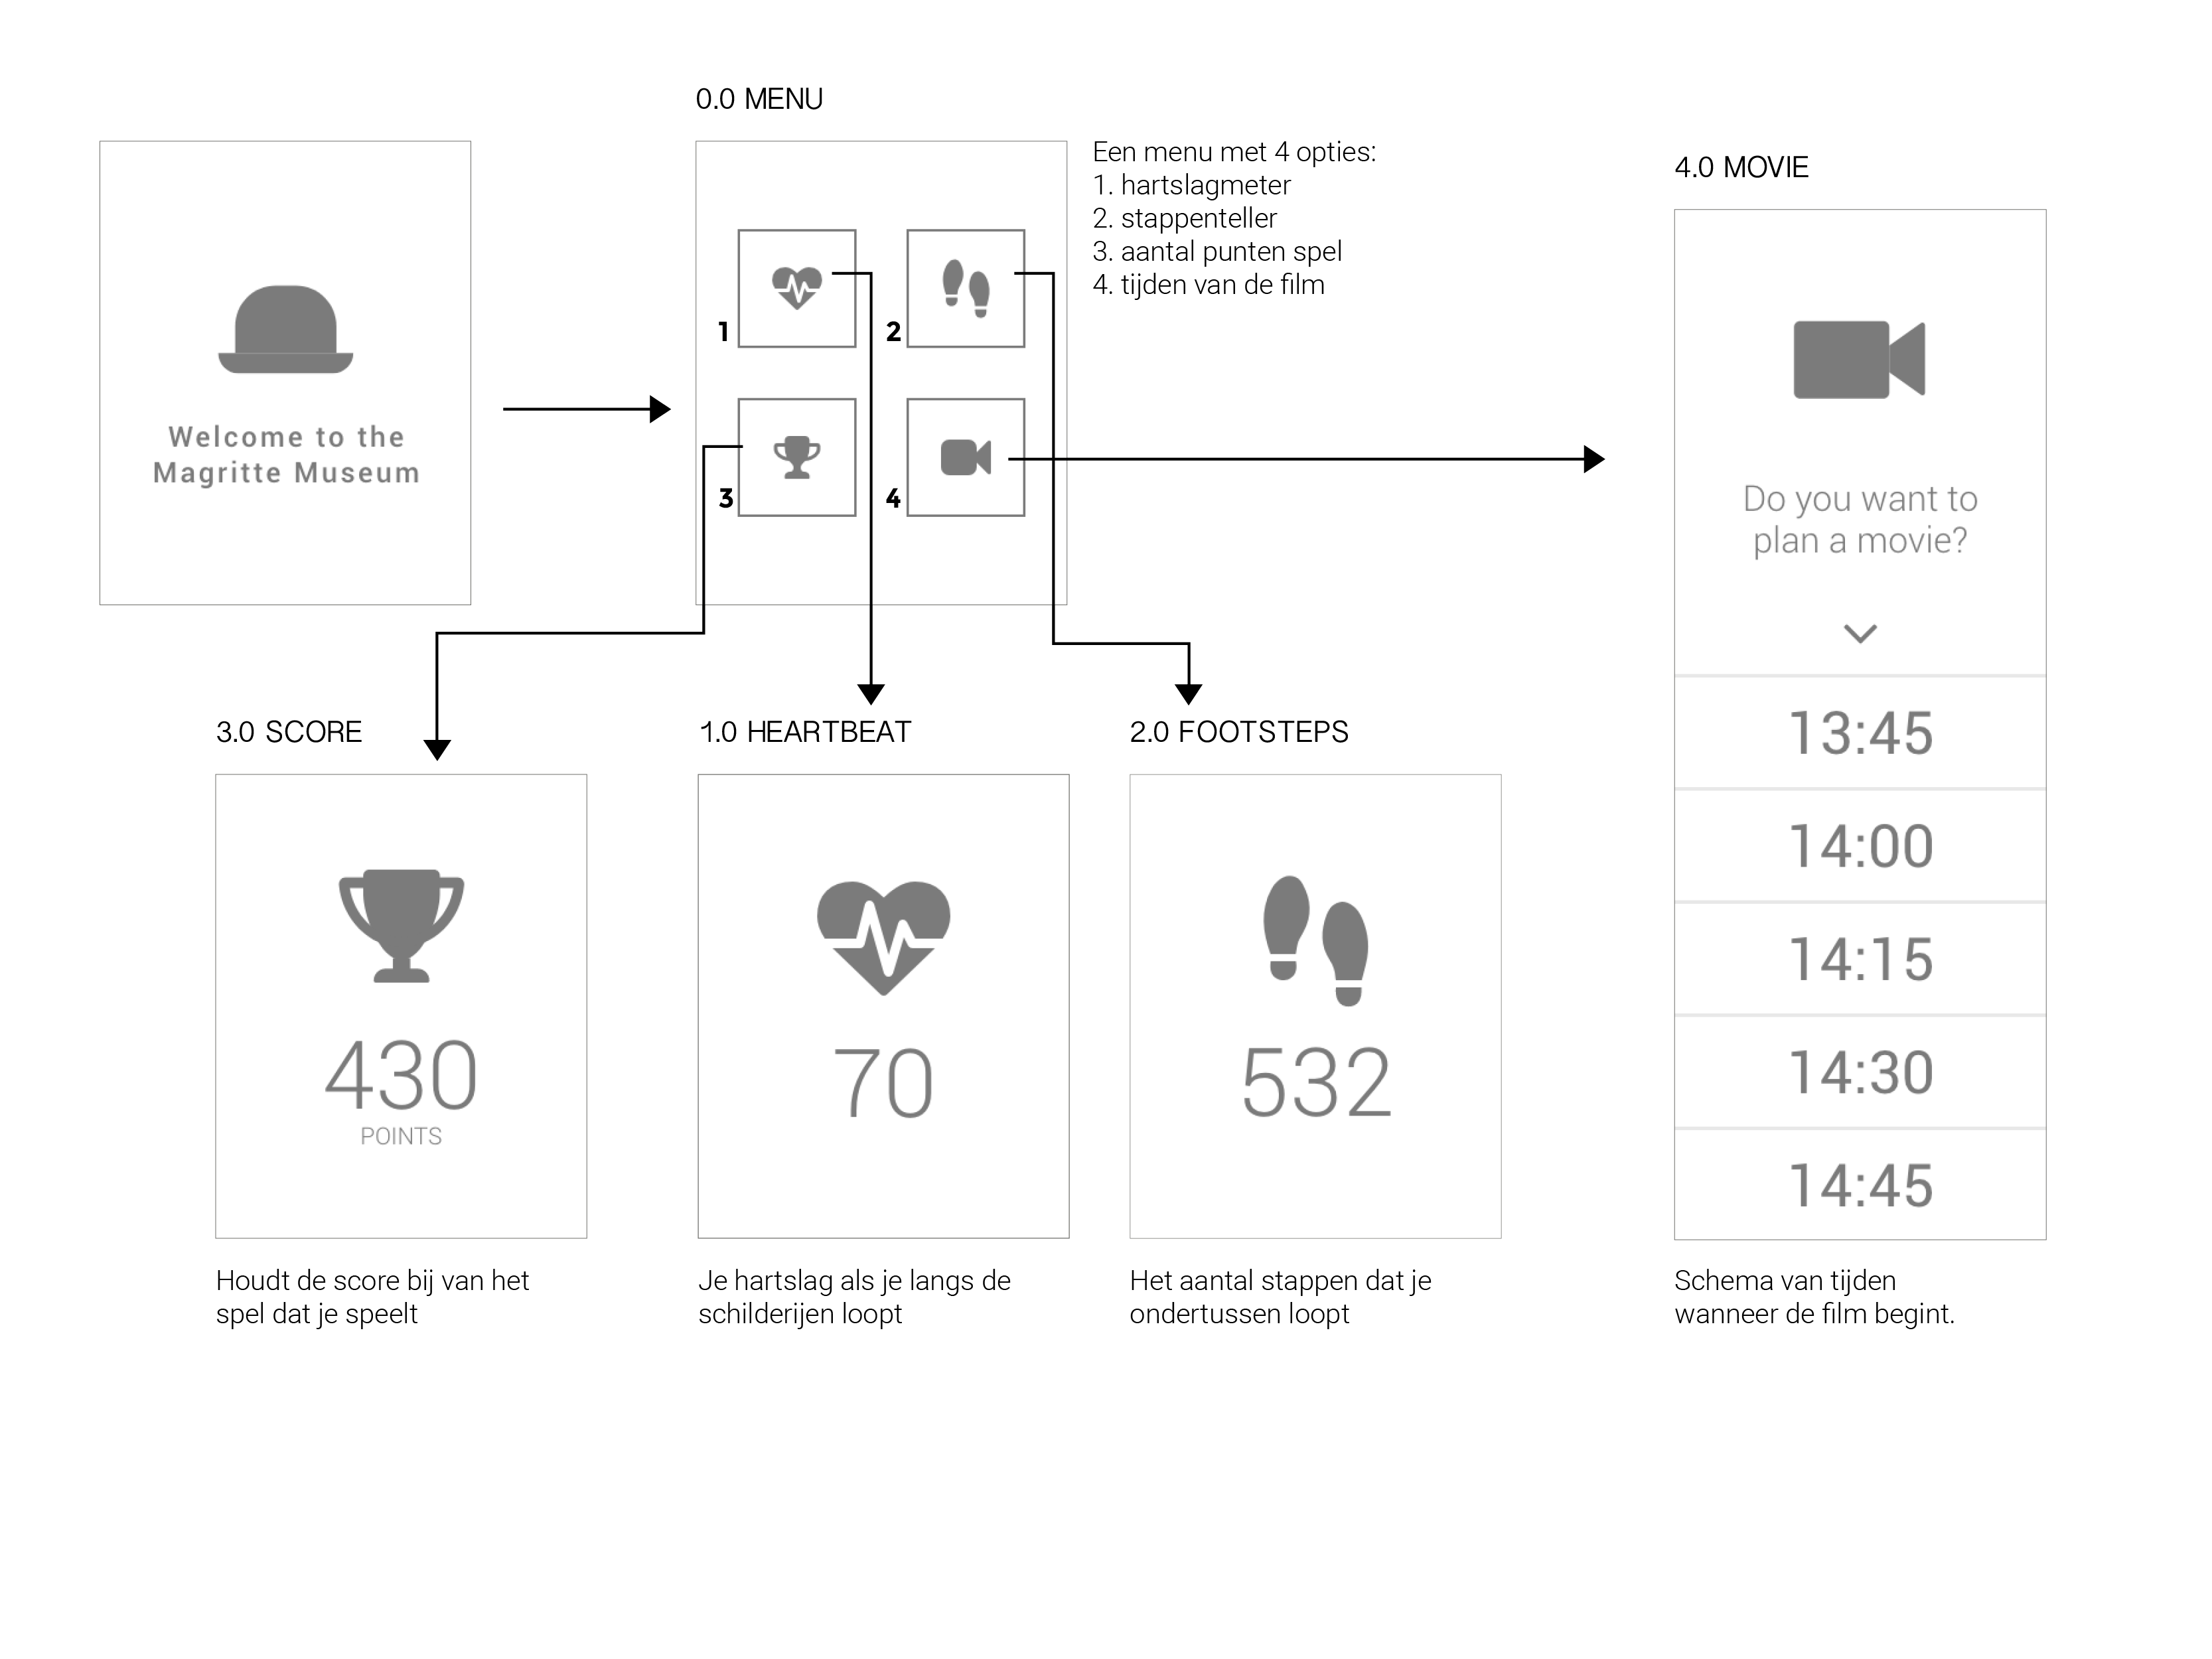 0.0 MENU
Welcome to the
Magritte Museum
1
2
3
4
Een menu met 4 opties:
1. hartslagmeter
2. stappenteller
3. aantal punten spel
4. tijden van de film
4.0 MOVIE
Do you want to
plan a movie?
13:45
14:00
14:15
14:30
14:45
Schema van tijden
wanneer de film begint.
3.0 SCORE
430
POINTS
Houdt de score bij van het
spel dat je speelt
1.0 HEARTBEAT
70
Je hartslag als je langs de
schilderijen loopt
2.0 FOOTSTEPS
532
Het aantal stappen dat je
ondertussen loopt